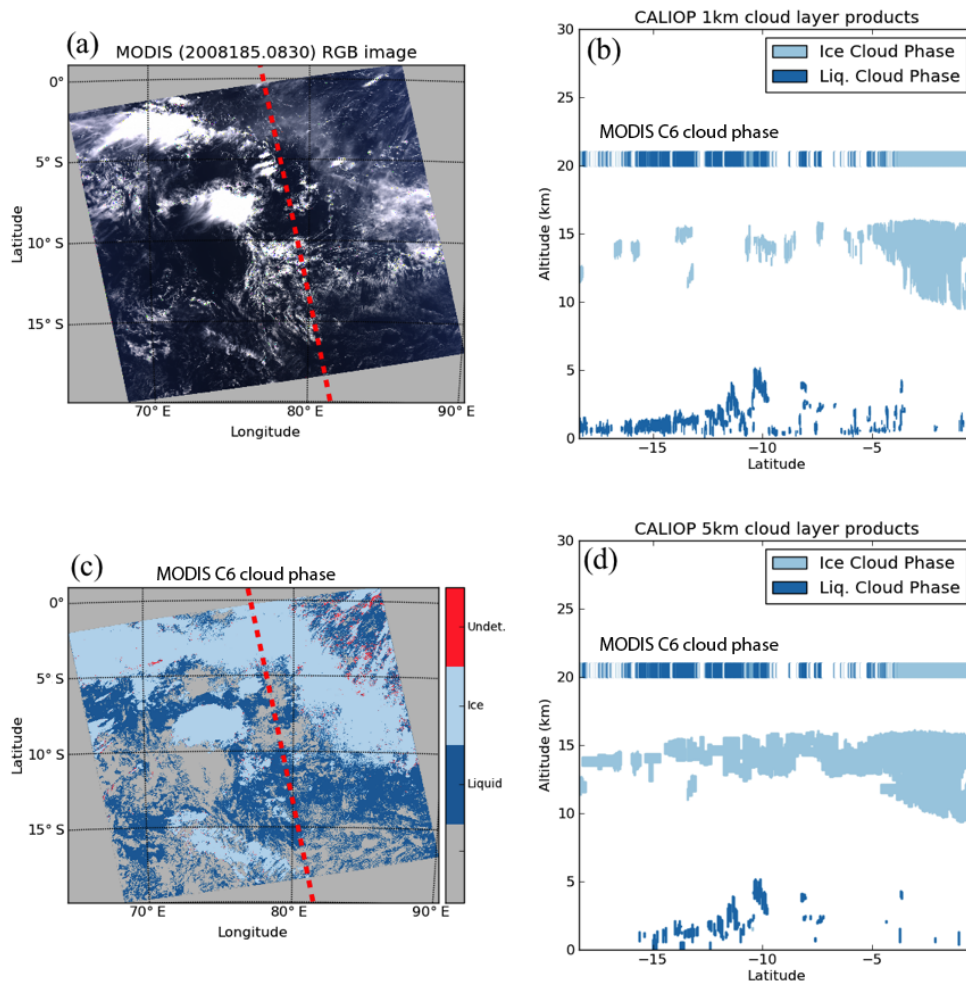 (a)
MODIS (2008185.0830) RGB image
0°
5° S
10° S
15° S
Latitude
70° E
80° E
90° E
Longitude
(b)
CALIOP 1km cloud layer products
Ice Cloud Phase
Liq. Cloud Phase
MODIS C6 cloud phase
30
25
20
15
10
5
0
Altitude (km)
−15
−10
−5
Latitude
(c)
MODIS C6 cloud phase
0°
5° S
10° S
15° S
Latitude
70° E
80° E
90° E
Longitude
Undet.
Ice
Liquid
(d)
CALIOP 5km cloud layer products
Ice Cloud Phase
Liq. Cloud Phase
MODIS C6 cloud phase
30
25
20
15
10
5
0
Altitude (km)
−15
−10
−5
Latitude